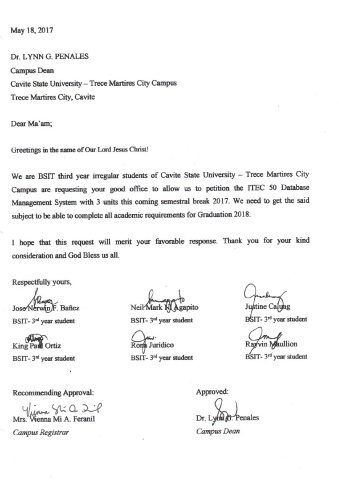 May 18, 2017
Dr. LYNN G. PENALES
Campus Dean
Cavite State University – Trece Martires City Campus
Trece Martires City, Cavite
Dear Ma'am;
Greetings in the name of Our Lord Jesus Christ!
We are BSIT third year irregular students of Cavite State University – Trece Martires City
Campus are requesting your good office to allow us to petition the ITEC 50 Database
Management System with 3 units this coming semestral break 2017. We need to get the said
subject to be able to complete all academic requirements for Graduation 2018.
I hope that this request will merit your favorable response. Thank you for your kind
consideration and God Bless us all.
Respectfully yours,
Jose Nerwin F. Bañez Neil Mark Agapito Justine
BSIT- 3rd year student BSIT- 3rd year student BSIT- 3rd year student
King Paul Ortiz Juridico Maullion
BSIT- 3rd year student BSIT- 3rd year student BSIT- 3rd year student
Recommending Approval: Approved:
Mrs. Vienna Mi A. Feranil Dr. Lynn G. Penales
Campus Registrar Campus Dean